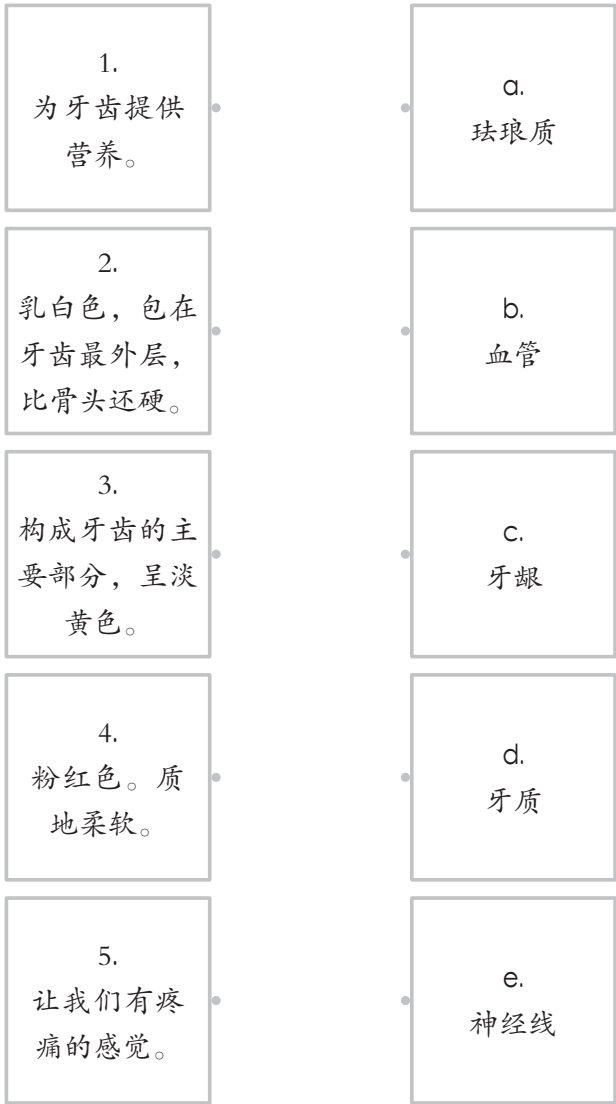 1.
为牙齿提供
营养。
a.
珐琅质
2.
乳白色，包在
牙齿最外层，
比骨头还硬。
b.
血管
3.
构成牙齿的主
要部分，呈淡
黄色。
c.
牙龈
4.
粉红色。质
地柔软。
d.
牙质
5.
让我们有疼
痛的感觉。
e.
神经线